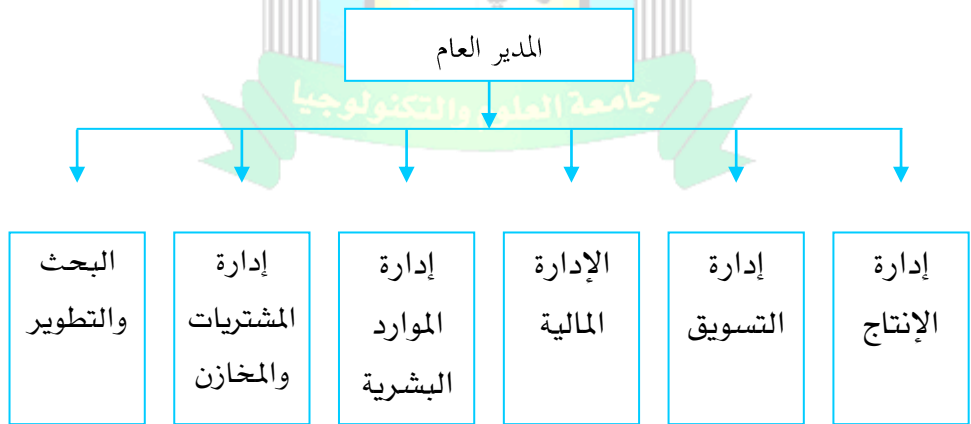 المدير العام
جامعة العلوم والتكنولوجيا
إدارة
الإنتاج
إدارة
التسويق
الإدارة
المالية
إدارة
الموارد
البشرية
إدارة
المشتريات
والمخازن
البحث
والتطوير